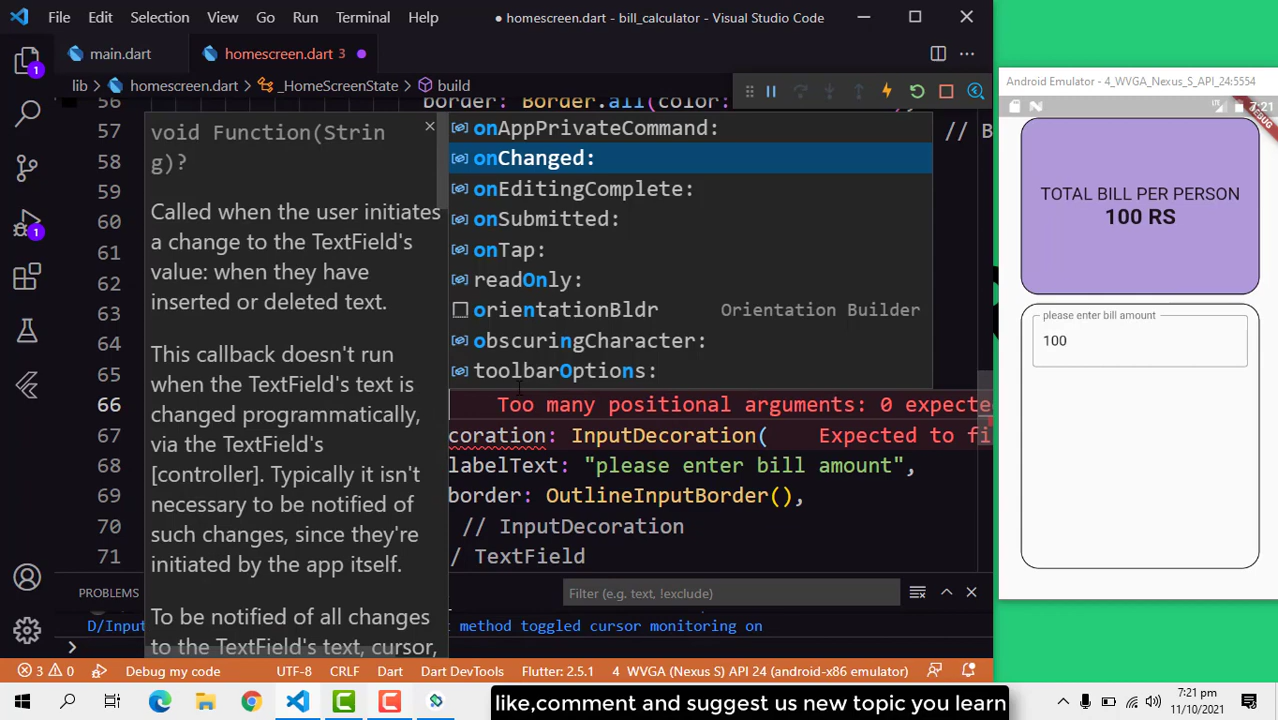 File Edit Selection View Go Run Terminal Help
● homescreen.dart - bill_calculator - Visual Studio Code
main.dart
homescreen.dart 3 ●
lib > homescreen.dart > _HomeScreenState > build
56 border: Border.all(color:
57 // B
58
59
60
61
62
63
64
65
66 Too many positional arguments: 0 expecte
67 coration: InputDecoration( Expected to fi
68 labelText: "please enter bill amount",
69 border: OutlineInputBorder(),
70 // InputDecoration
71 / TextField
void Function(Strin
g)?
Called when the user initiates
a change to the TextField's
value: when they have
inserted or deleted text.
This callback doesn't run
when the TextField's text is
changed programmatically,
via the TextField's
[controller]. Typically it isn't
necessary to be notified of
such changes, since they're
initiated by the app itself.
To be notified of all changes
to the TextField's text, cursor,
onAppPrivateCommand:
onChanged:
onEditingComplete:
onSubmitted:
onTap:
readOnly:
orientationBldr Orientation Builder
obscuringCharacter:
toolbarOptions:
1
1
PROBLEMS
Filter (e.g. text, !exclude)
D/Input
t method toggled cursor monitoring on
3 0 Debug my code UTF-8 CRLF Dart Dart DevTools Flutter: 2.5.1 4 WVGA (Nexus S) API 24 (android-x86 emulator)
Android Emulator - 4_WVGA_Nexus_S_API_24:5554
7:21
DEBUG
TOTAL BILL PER PERSON
100 RS
please enter bill amount
100
like,comment and suggest us new topic you learn
7:21 pm
11/10/2021